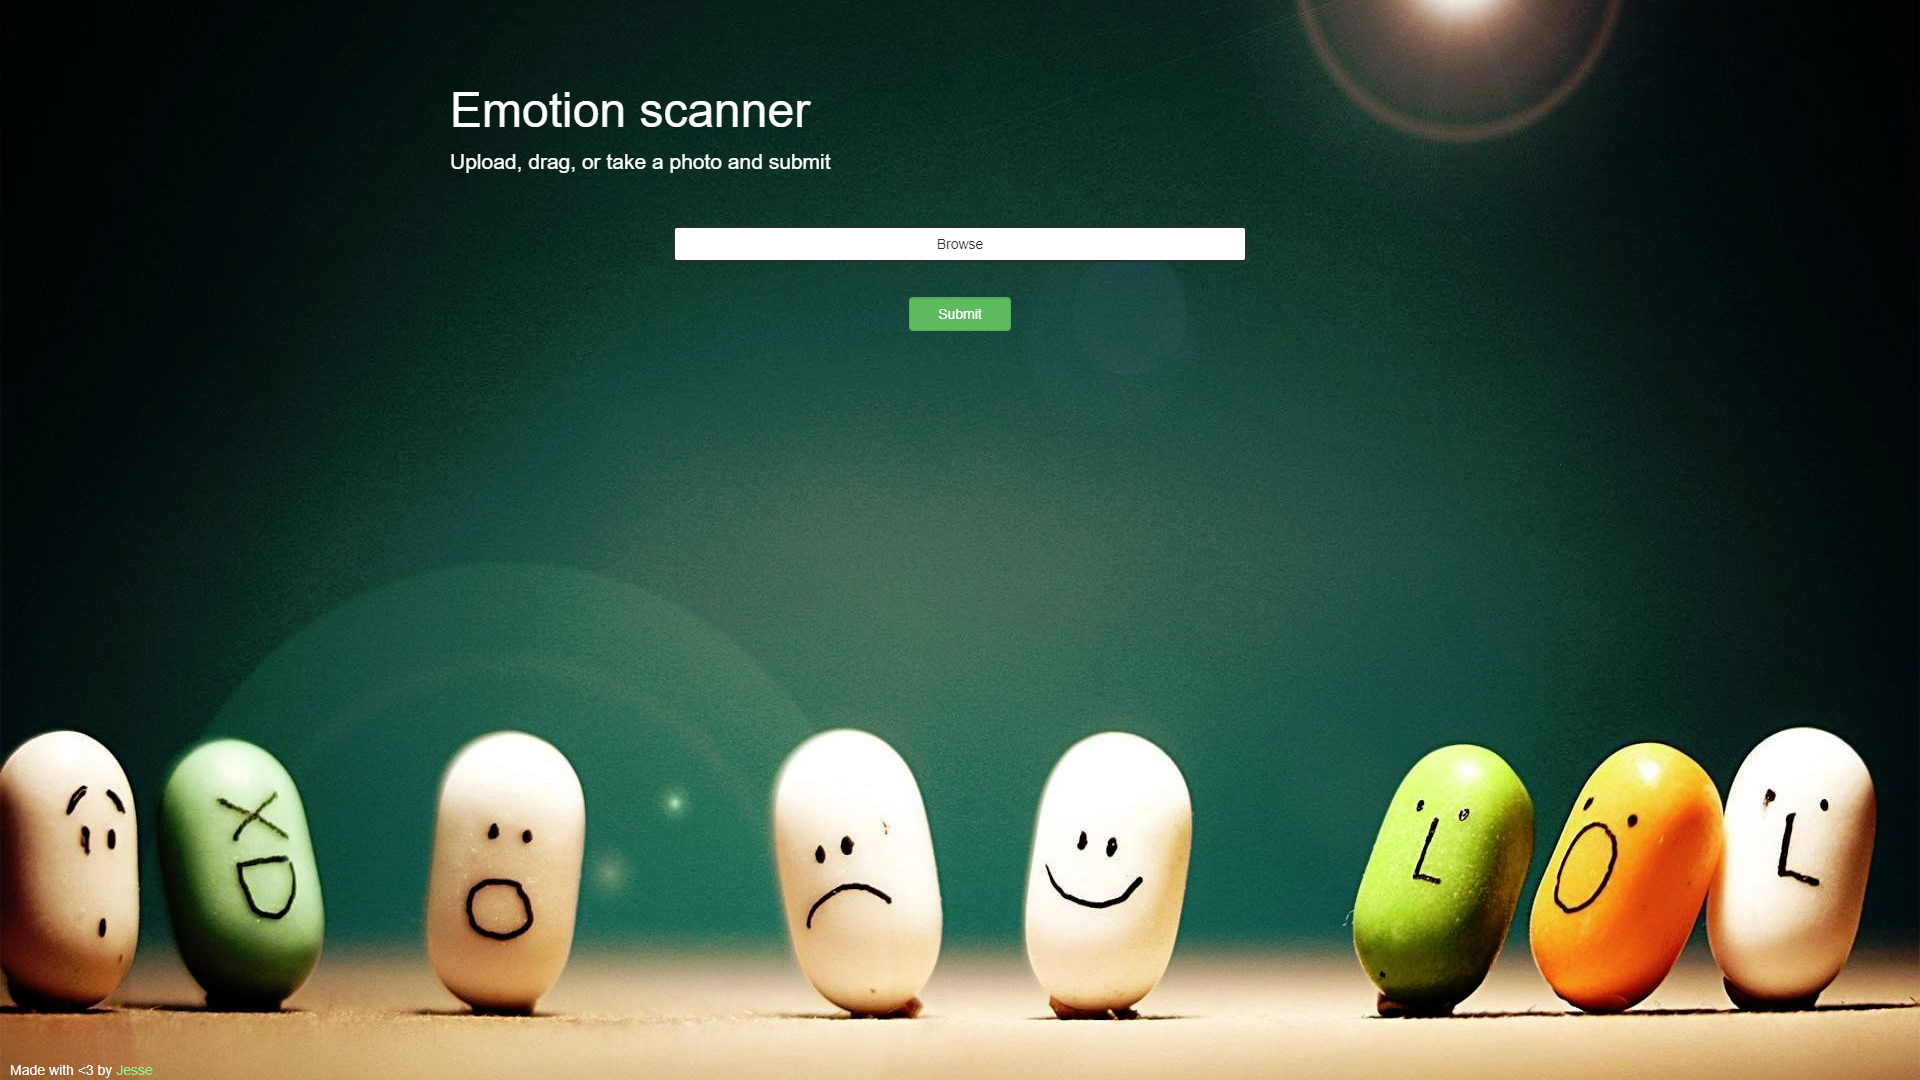 Emotion scanner
Upload, drag, or take a photo and submit
Browse
Submit
Made with <3 by Jesse